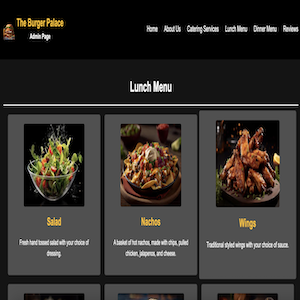 The Burger Palace
Admin Page
Home About Us Catering Services Lunch Menu Dinner Menu Reviews
Lunch Menu
Salad
Fresh hand tossed salad with your choice of
dressing.
Nachos
A basket of hot nachos, made with chips, pulled
chicken, jalapenos, and cheese.
Wings
Traditional styled wings with your choice of sauce.